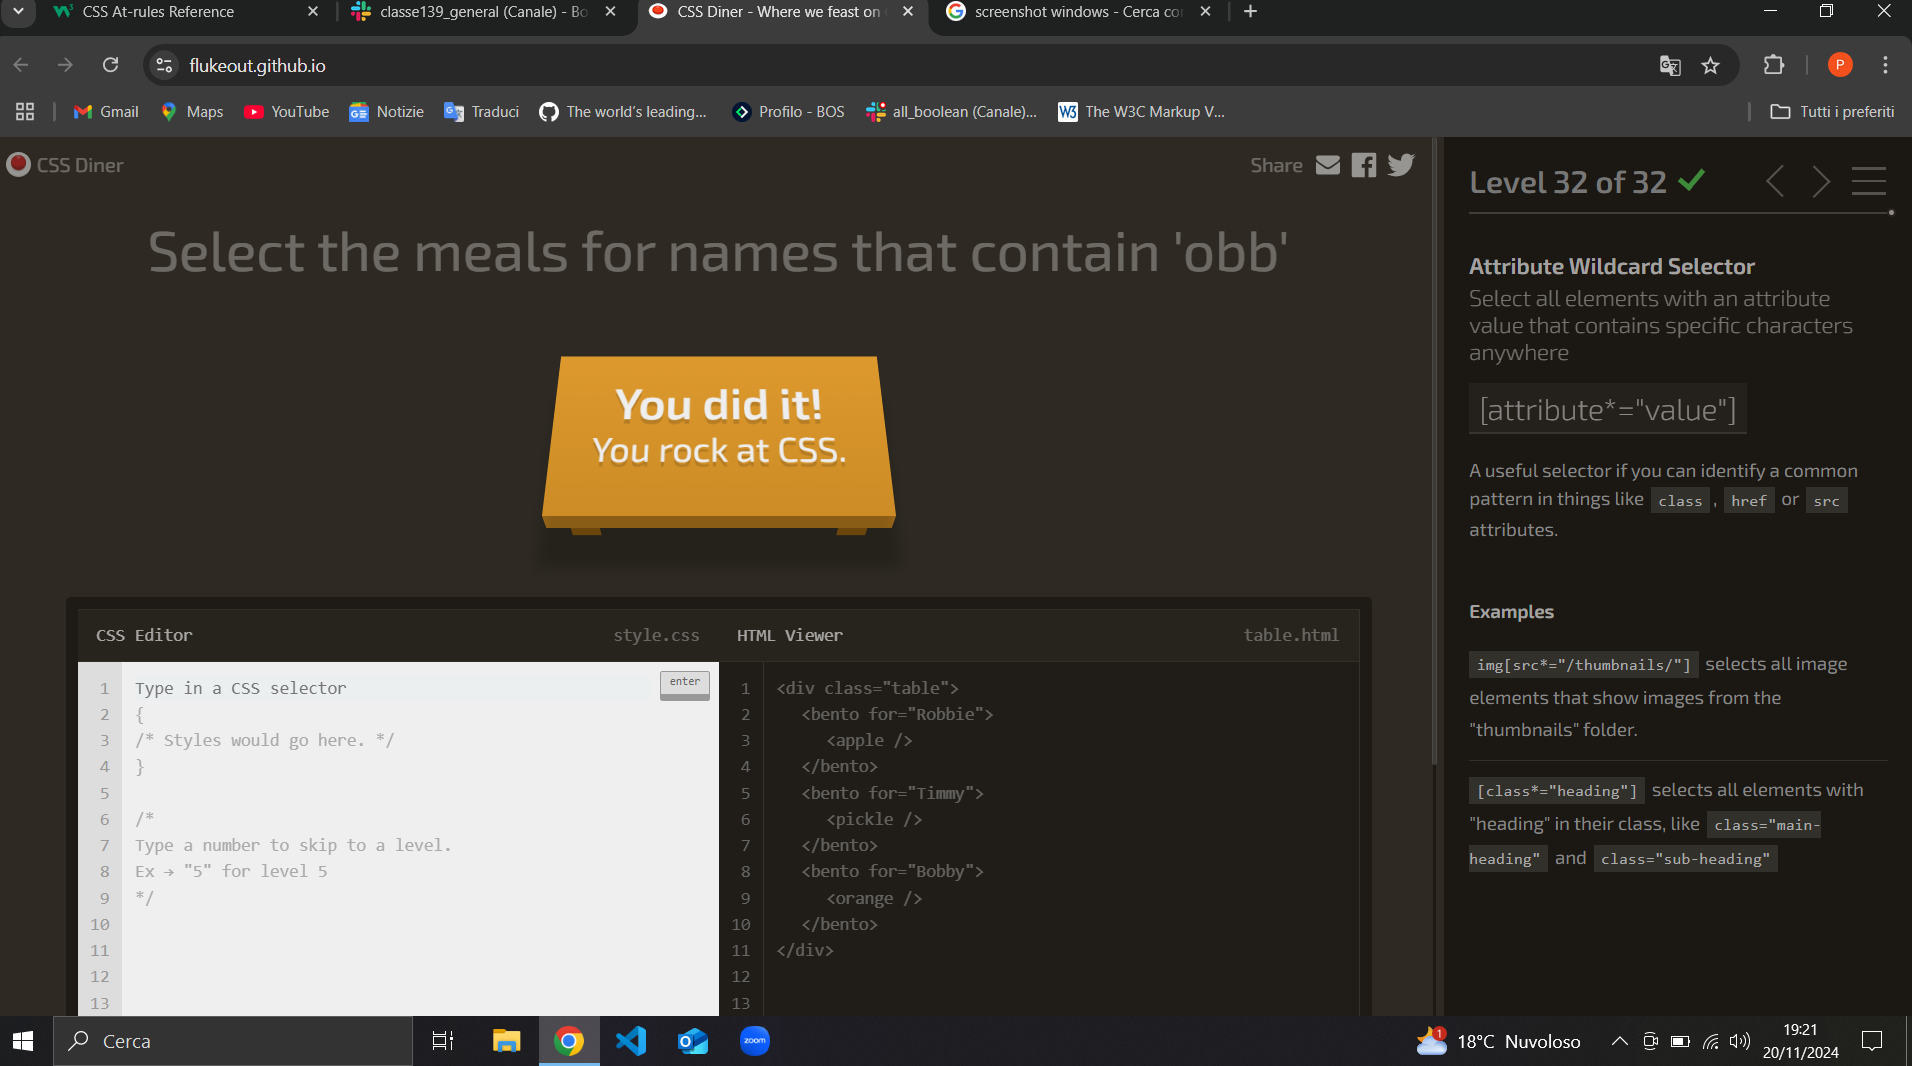 CSS At-rules Reference
classe139_general (Canale) - Bo
CSS Diner - Where we feast on
screenshot windows - Cerca co
flukeout.github.io
P
Gmail
Maps
YouTube
Notizie
Traduci
The world's leading...
Profilo - BOS
all_boolean (Canale)...
The W3C Markup V...
Tutti i preferiti
CSS Diner
Share
Select the meals for names that contain 'obb'
You did it!
You rock at CSS.
CSS Editor
style.css
1
2
3
4
5
6
7
8
9
10
11
12
13
Type in a CSS selector
enter
{
/* Styles would go here. */
}
/*
Type a number to skip to a level.
Ex → "5" for level 5
*/
HTML Viewer
table.html
1
2
3
4
5
6
7
8
9
10
11
12
13
<div class="table">
<bento for="Robbie">
<apple />
</bento>
<bento for="Timmy">
<pickle />
</bento>
<bento for="Bobby">
<orange />
</bento>
</div>
Level 32 of 32
Attribute Wildcard Selector
Select all elements with an attribute
value that contains specific characters
anywhere
[attribute*="value"]
A useful selector if you can identify a common
pattern in things like class , href or src
attributes.
Examples
img[src*="/thumbnails/"] selects all image
elements that show images from the
"thumbnails" folder.
[class*="heading"] selects all elements with
"heading" in their class, like class="main-
heading" and class="sub-heading"
Cerca
zoom
1
18°C Nuvoloso
19:21
20/11/2024